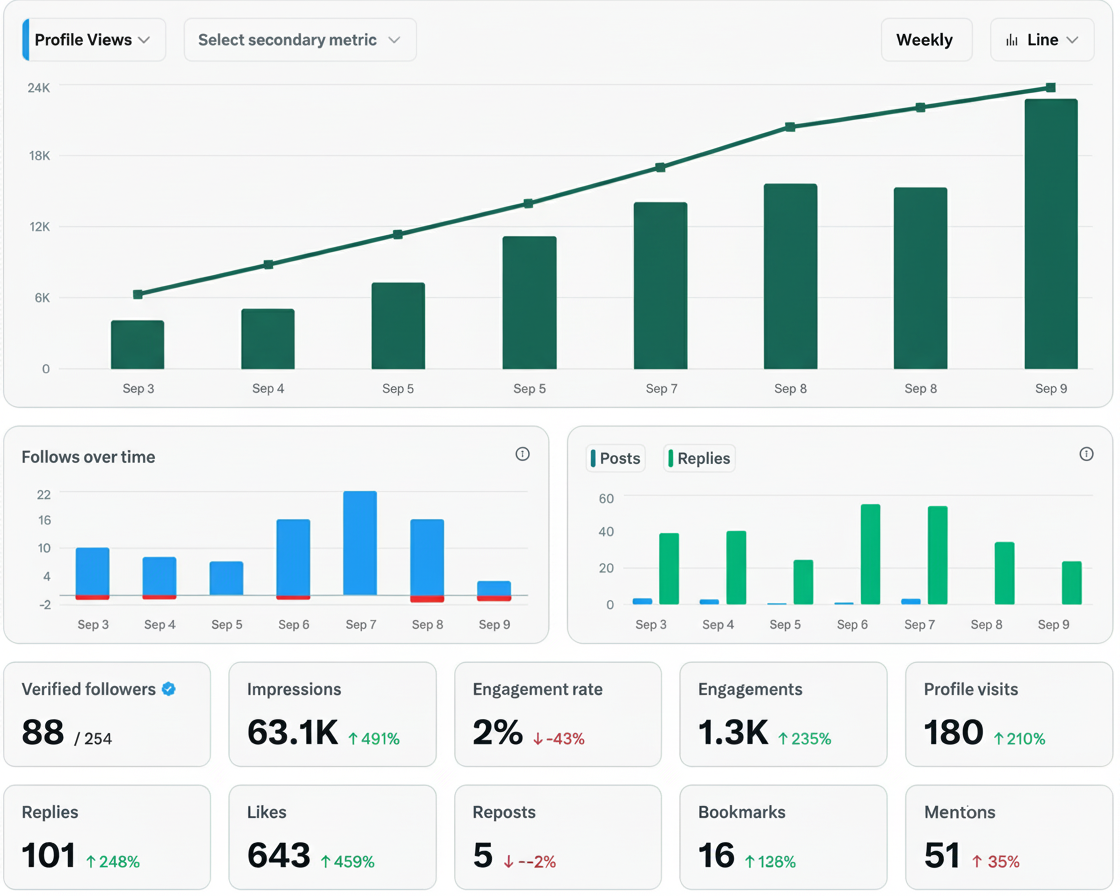 Profile Views
Select secondary metric
Weekly
Line
24K
18K
12K
6K
0
Sep 3 Sep 4 Sep 5 Sep 5 Sep 7 Sep 8 Sep 8 Sep 9
Follows over time
22
16
10
4
-2
Sep 3 Sep 4 Sep 5 Sep 6 Sep 7 Sep 8 Sep 9
Posts Replies
60
40
20
0
Sep 3 Sep 4 Sep 5 Sep 6 Sep 7 Sep 8 Sep 9
Verified followers
88 / 254
Impressions
63.1K ↑ 491%
Engagement rate
2% ↓ -43%
Engagements
1.3K ↑ 235%
Profile visits
180 ↑ 210%
Replies
101 ↑ 248%
Likes
643 ↑ 459%
Reposts
5 ↓ --2%
Bookmarks
16 ↑ 128%
Mentions
51 ↑ 35%